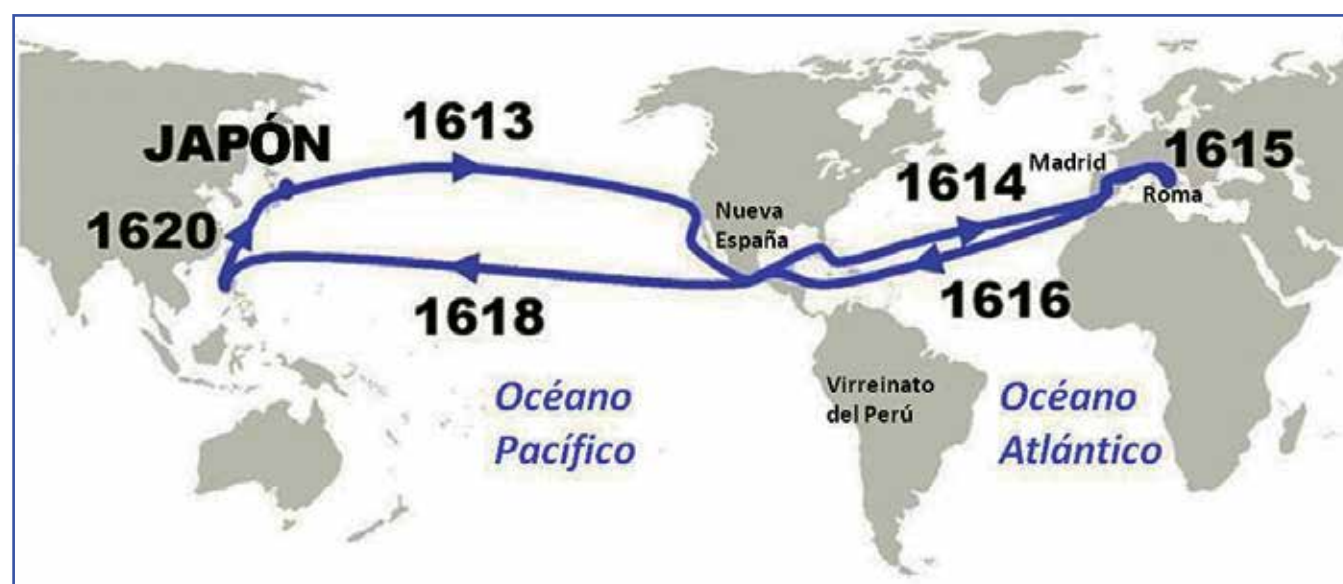 1613
JAPÓN
1615
Madrid
1614
Roma
Nueva
España
1620
1616
1618
Virreinato
del Perú
Océano
Pacífico
Océano
Atlántico